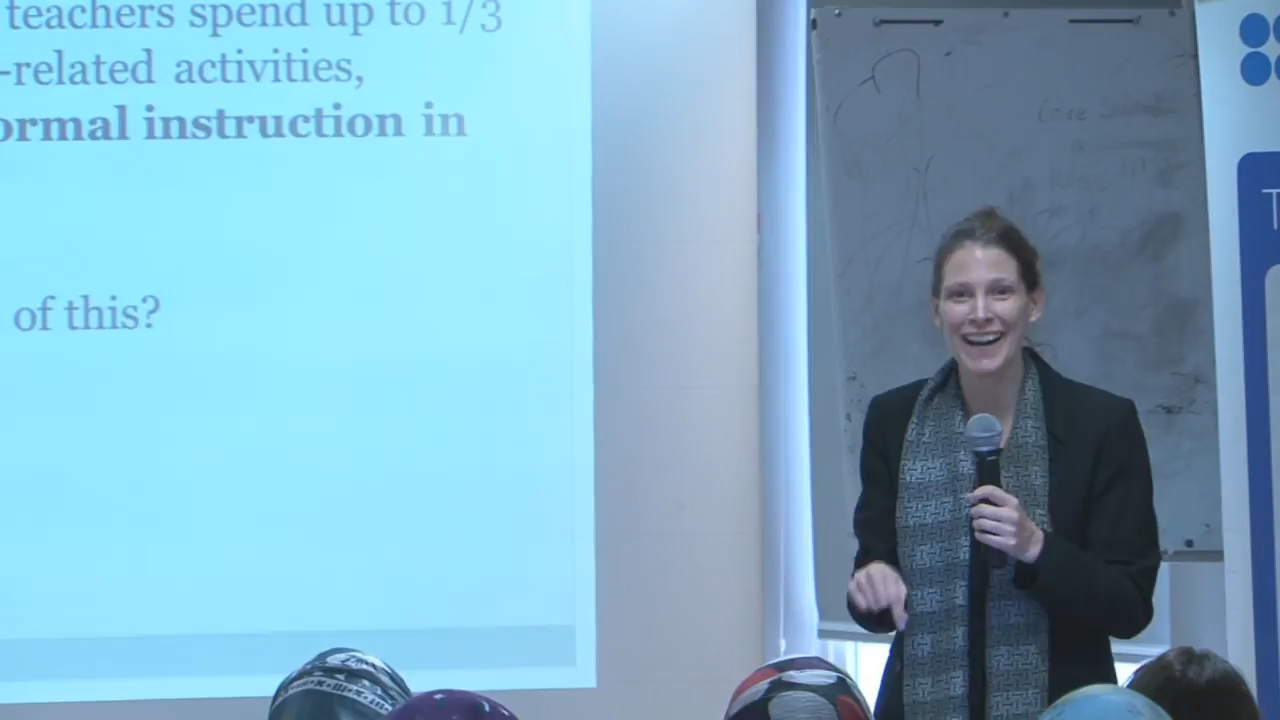 teachers spend up to 1/3
-related activities,
ormal instruction in
of this?
T